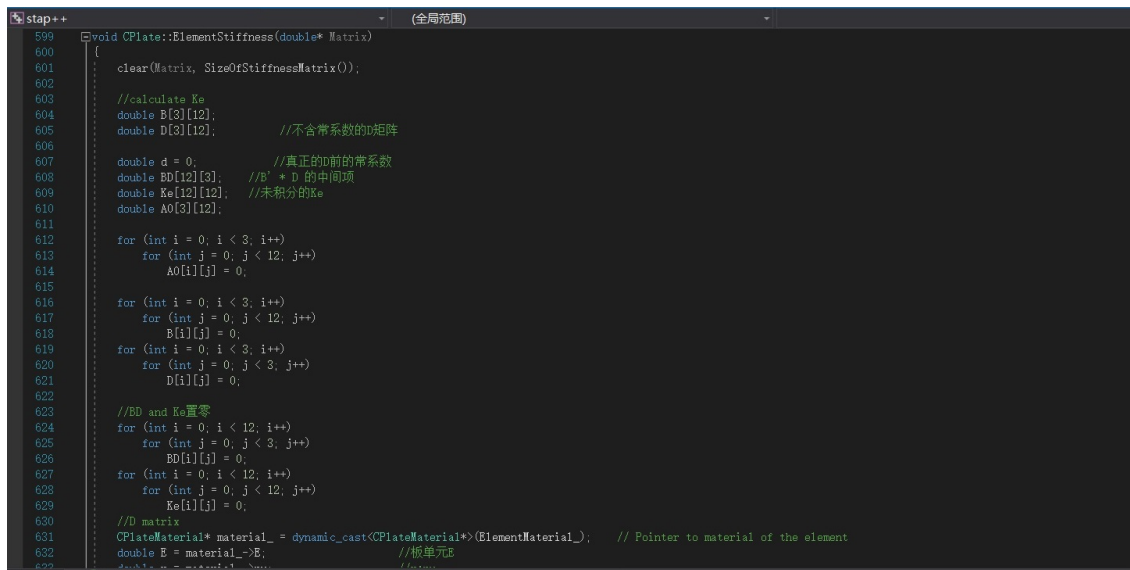 stap++ (全局范围)
599 void CPlate::ElementStiffness(double* Matrix)
600 {
601 clear(Matrix, SizeOfStiffnessMatrix());
602
603 //calculate Ke
604 double B[3][12];
605 double D[3][12]; //不含常系数的D矩阵
606
607 double d = 0; //真正的D前的常系数
608 double BD[12][3]; //B' * D 的中间项
609 double Ke[12][12]; //未积分的Ke
610 double A0[3][12];
611
612 for (int i = 0; i < 3; i++)
613 for (int j = 0; j < 12; j++)
614 A0[i][j] = 0;
615
616 for (int i = 0; i < 3; i++)
617 for (int j = 0; j < 12; j++)
618 B[i][j] = 0;
619 for (int i = 0; i < 3; i++)
620 for (int j = 0; j < 3; j++)
621 D[i][j] = 0;
622
623 //BD and Ke置零
624 for (int i = 0; i < 12; i++)
625 for (int j = 0; j < 3; j++)
626 BD[i][j] = 0;
627 for (int i = 0; i < 12; i++)
628 for (int j = 0; j < 12; j++)
629 Ke[i][j] = 0;
630 //D matrix
631 CPlateMaterial* material_ = dynamic_cast<CPlateMaterial*>(ElementMaterial_); // Pointer to material of the element
632 double E = material_->E; //板单元E